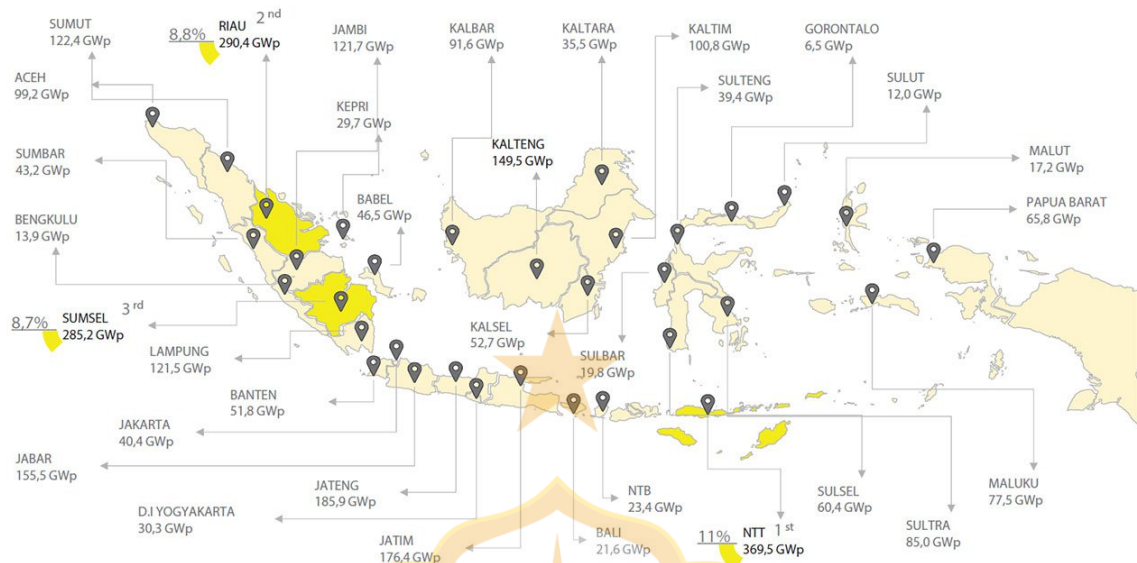 SUMUT
122,4 GWp
8,8%
RIAU 2nd
290,4 GWp
JAMBI
121,7 GWp
KALBAR
91,6 GWp
KALTARA
35,5 GWp
KALTIM
100,8 GWp
GORONTALO
6,5 GWp
ACEH
99,2 GWp
KEPRI
29,7 GWp
SULTENG
39,4 GWp
SULUT
12,0 GWp
SUMBAR
43,2 GWp
KALTENG
149,5 GWp
MALUT
17,2 GWp
BENGKULU
13,9 GWp
BABEL
46,5 GWp
PAPUA BARAT
65,8 GWp
8,7%
SUMSEL 3rd
285,2 GWp
LAMPUNG
121,5 GWp
KALSEL
52,7 GWp
SULBAR
19,8 GWp
BANTEN
51,8 GWp
JAKARTA
40,4 GWp
JABAR
155,5 GWp
JATENG
185,9 GWp
D.I YOGYAKARTA
30,3 GWp
JATIM
176,4 GWp
BALI
21,6 GWp
NTB
23,4 GWp
11%
NTT 1st
369,5 GWp
SULSEL
60,4 GWp
SULTRA
85,0 GWp
MALUKU
77,5 GWp